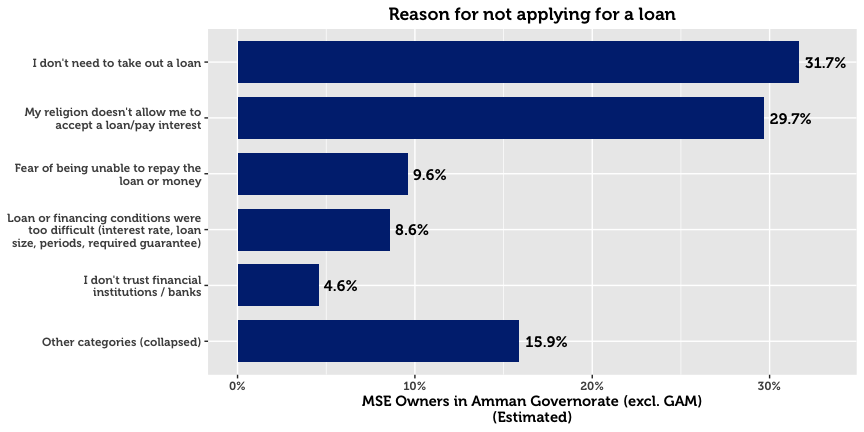 Reason for not applying for a loan
I don't need to take out a loan
31.7%
My religion doesn't allow me to
accept a loan/pay interest
29.7%
Fear of being unable to repay the
loan or money
9.6%
Loan or financing conditions were
too difficult (interest rate, loan
size, periods, required guarantee)
8.6%
I don't trust financial
institutions / banks
4.6%
Other categories (collapsed)
15.9%
0% 10% 20% 30%
MSE Owners in Amman Governorate (excl. GAM)
(Estimated)